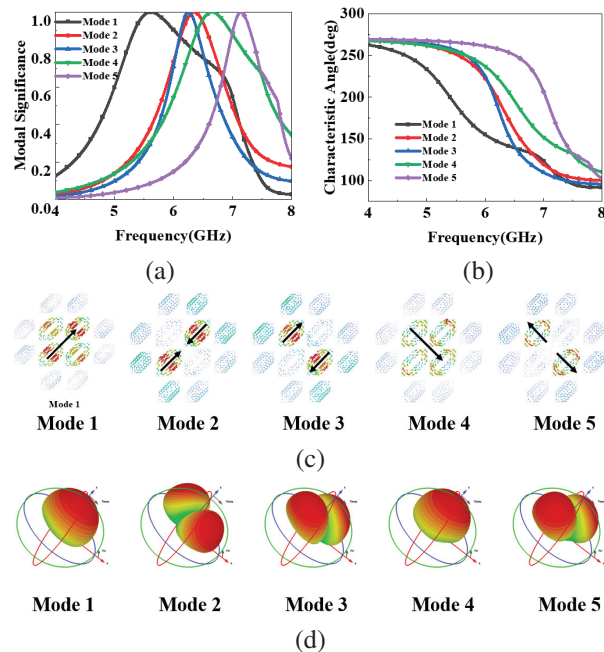 1.0
0.8
0.6
0.4
0.2
0.0
4 5 6 7 8
Modal Significance
Frequency(GHz)
Mode 1
Mode 2
Mode 3
Mode 4
Mode 5
(a)
300
250
200
150
100
4 5 6 7 8
Characteristic Angle(deg)
Frequency(GHz)
Mode 1
Mode 2
Mode 3
Mode 4
Mode 5
(b)
Mode 1
Mode 1 Mode 2 Mode 3 Mode 4 Mode 5
(c)
Mode 1 Mode 2 Mode 3 Mode 4 Mode 5
(d)